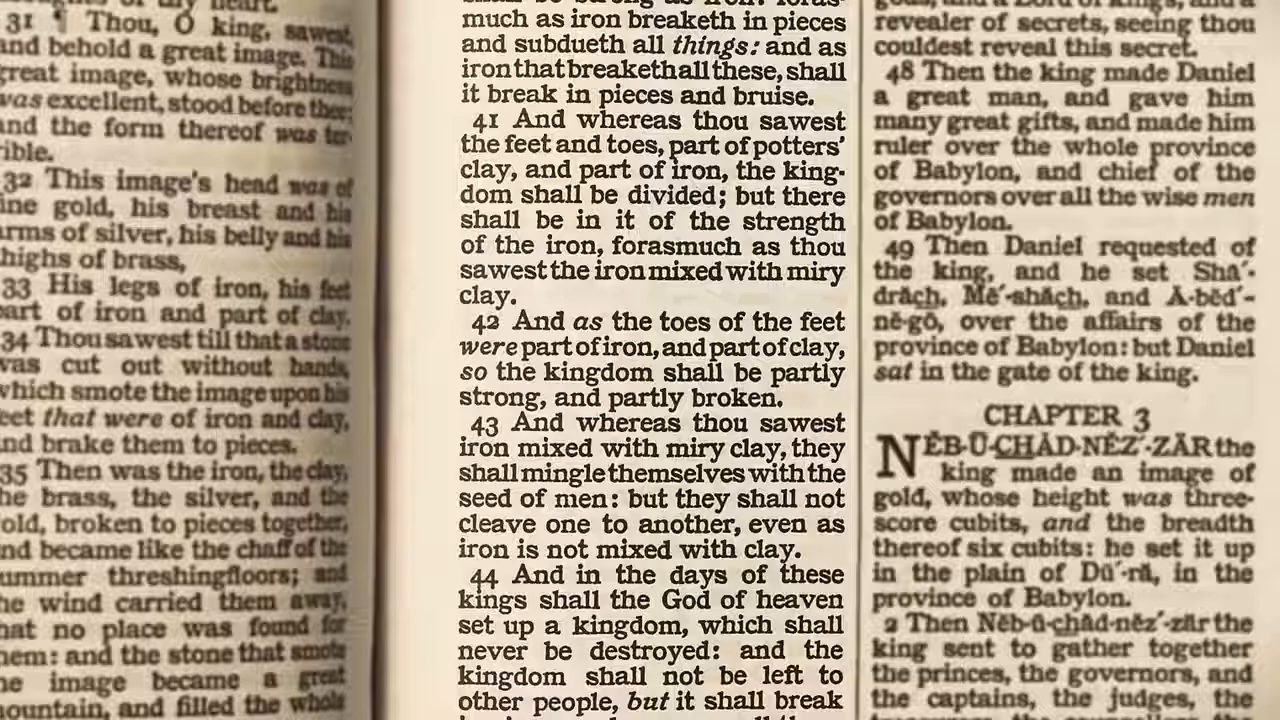 my heart.
31 ¶ Thou, O king, sawest,
and behold a great image. This
great image, whose brightness
was excellent, stood before thee;
and the form thereof was ter-
rible.
32 This image's head was of
fine gold, his breast and his
arms of silver, his belly and his
thighs of brass,
33 His legs of iron, his feet
part of iron and part of clay.
34 Thou sawest till that a stone
was cut out without hands,
which smote the image upon his
feet that were of iron and clay,
and brake them to pieces.
35 Then was the iron, the clay,
the brass, the silver, and the
gold, broken to pieces together,
and became like the chaff of the
summer threshingfloors; and
the wind carried them away,
that no place was found for
them: and the stone that smote
the image became a great
mountain, and filled the whole
much as iron breaketh in pieces
and subdueth all things: and as
iron that breaketh all these, shall
it break in pieces and bruise.
41 And whereas thou sawest
the feet and toes, part of potters'
clay, and part of iron, the king-
dom shall be divided; but there
shall be in it of the strength
of the iron, forasmuch as thou
sawest the iron mixed with miry
clay.
42 And as the toes of the feet
were part of iron, and part of clay,
so the kingdom shall be partly
strong, and partly broken.
43 And whereas thou sawest
iron mixed with miry clay, they
shall mingle themselves with the
seed of men: but they shall not
cleave one to another, even as
iron is not mixed with clay.
44 And in the days of these
kings shall the God of heaven
set up a kingdom, which shall
never be destroyed: and the
kingdom shall not be left to
other people, but it shall break
revealer of secrets, seeing thou
couldest reveal this secret.
48 Then the king made Daniel
a great man, and gave him
many great gifts, and made him
ruler over the whole province
of Babylon, and chief of the
governors over all the wise men
of Babylon.
49 Then Daniel requested of
the king, and he set Shā´-
drăch, Mē´-shăch, and Ā-bĕd´-
nē-gō, over the affairs of the
province of Babylon: but Daniel
sat in the gate of the king.
CHAPTER 3
NĔB-Ū-CHĂD-NĔZ´-ZÄR the
king made an image of
gold, whose height was three-
score cubits, and the breadth
thereof six cubits: he set it up
in the plain of Dū´-rä, in the
province of Babylon.
2 Then Nĕb-ū-chăd-nĕz´-zär the
king sent to gather together
the princes, the governors, and
the captains, the judges, the